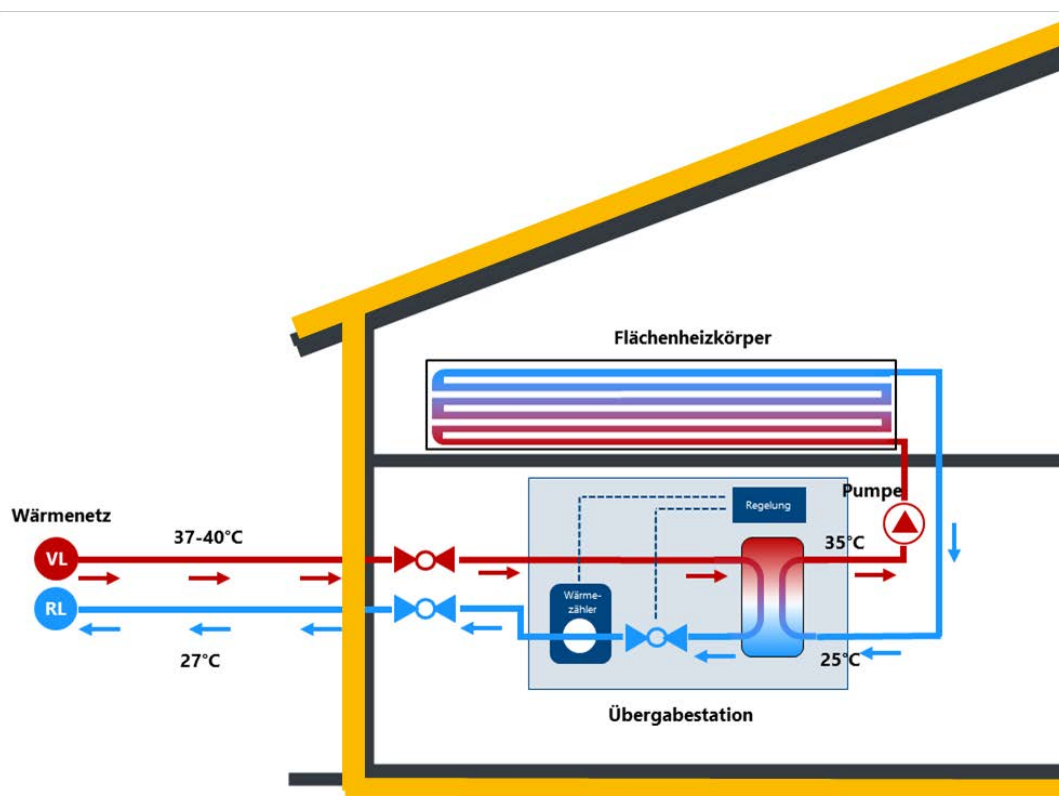 Flächenheizkörper
Pumpe
Regelung
Wärmenetz
37-40°C
35°C
VL
Wärme-
zähler
RL
27°C
25°C
Übergabestation